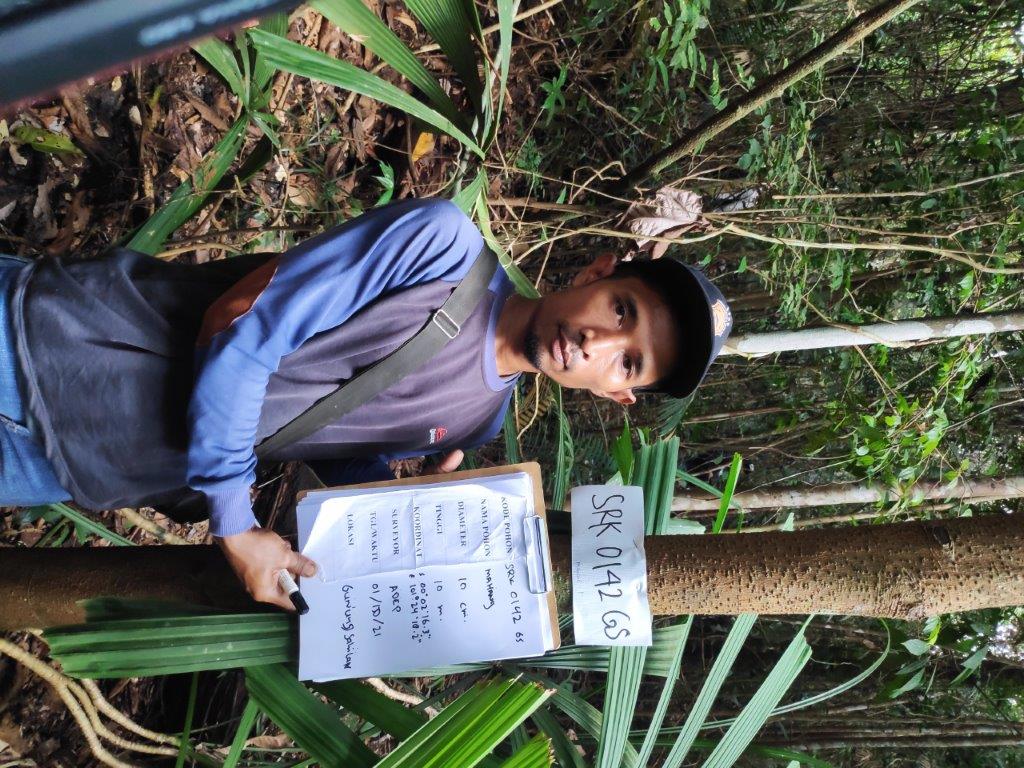 SRK 0142 GS
KODE POHON SRK 0142 GS
NAMA POHON MAHANG
DIAMETER 10 cm.
TINGGI 10 m.
KOORDINAT S 00°02'16.3"
E 101°24'18.2"
SURVEYOR ADEP
TGL/WAKTU 01/10/21
LOKASI Gunung Sahilan